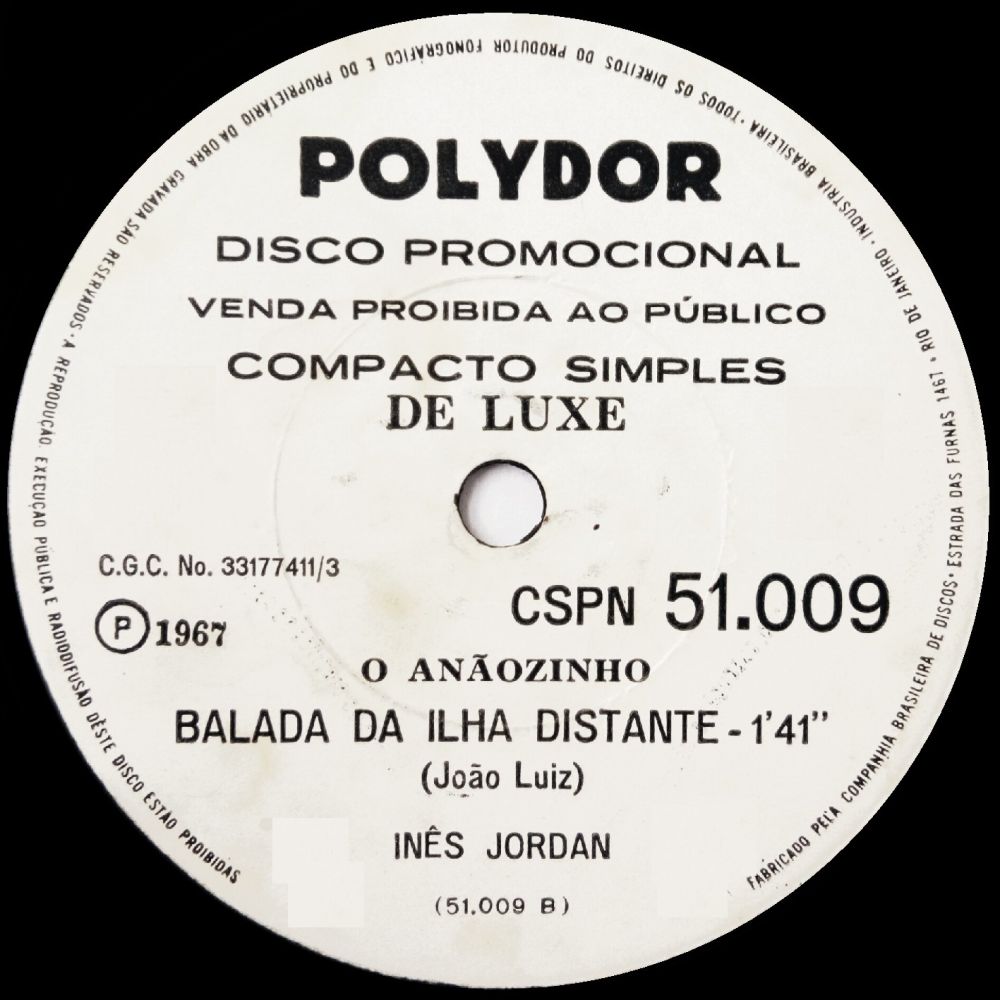 FABRICADO PELA COMPANHIA BRASILEIRA DE DISCOS · ESTRADA DAS FURNAS 1467 · RIO DE JANEIRO · INDUSTRIA BRASILEIRA · TODOS OS DIREITOS DO PRODUTOR FONOGRÁFICO E DO PROPRIETÁRIO DA OBRA GRAVADA SÃO RESERVADOS · A REPRODUÇÃO, EXECUÇÃO PÚBLICA E RADIODIFUSÃO DÊSTE DISCO ESTÃO PROIBIDAS
POLYDOR
DISCO PROMOCIONAL
VENDA PROIBIDA AO PÚBLICO
COMPACTO SIMPLES
DE LUXE
C.G.C. No. 33177411/3
CSPN 51.009
Ⓟ 1967
O ANÃOZINHO
BALADA DA ILHA DISTANTE - 1'41"
(João Luiz)
INÊS JORDAN
(51.009 B)